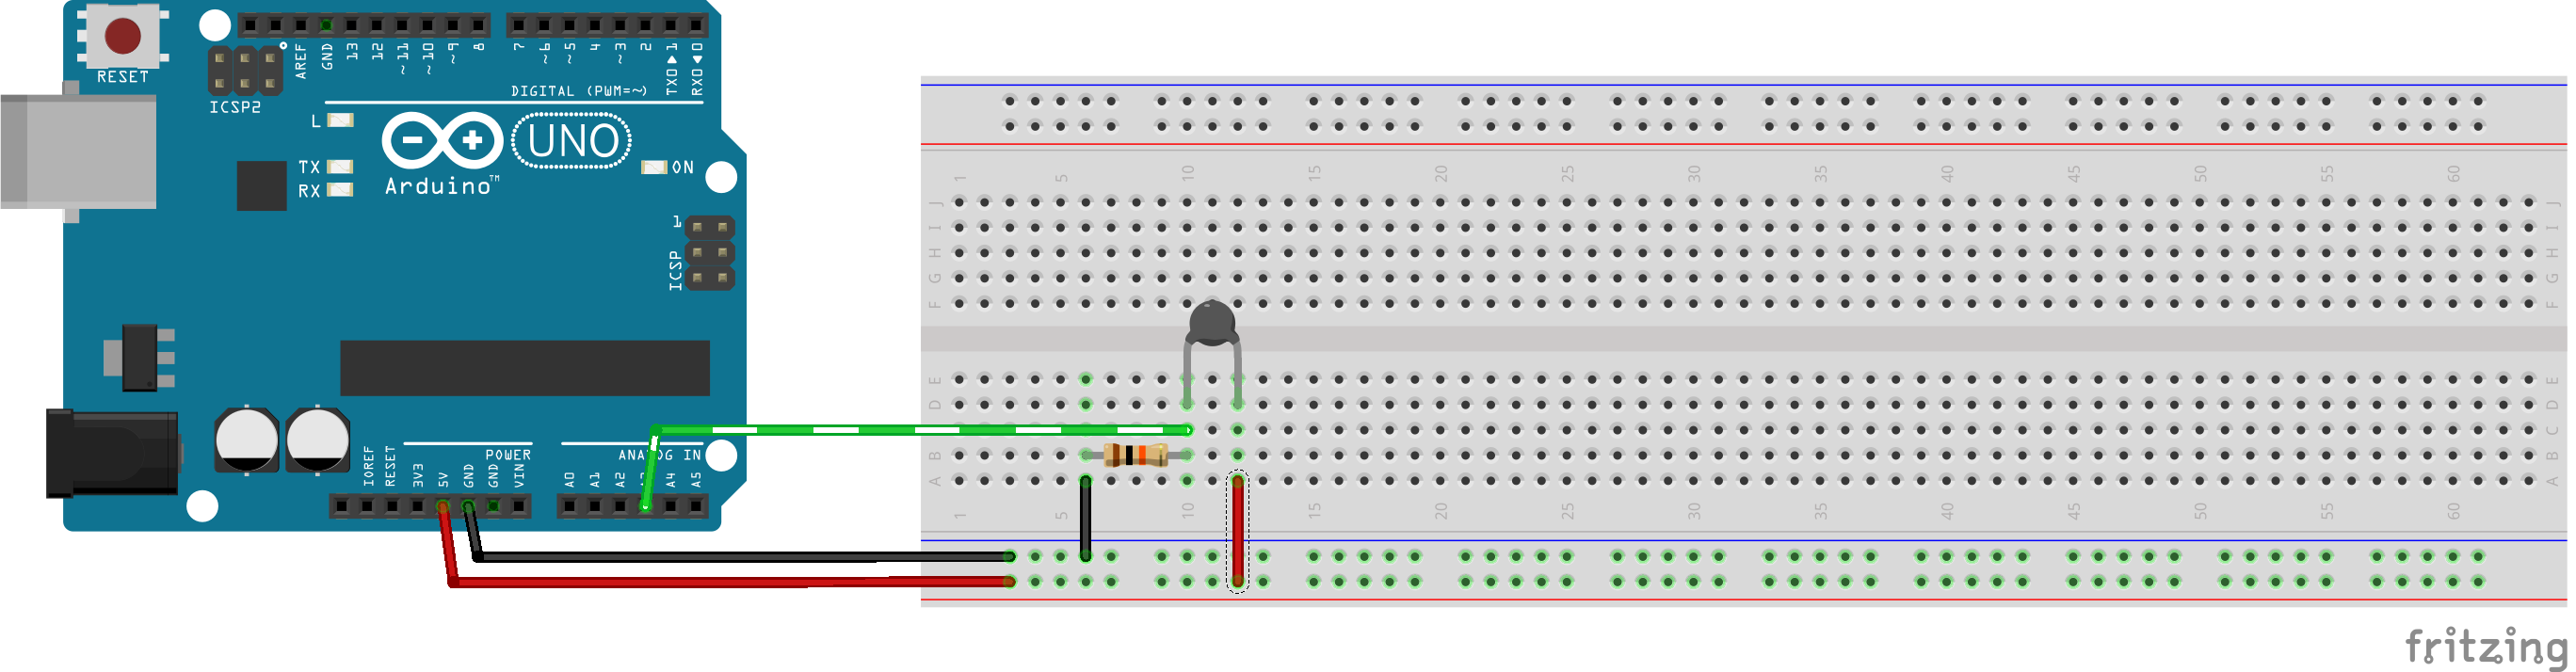 RESET
ICSP2
AREF
GND
13
12
~11
~10
~9
8
7
~6
~5
4
~3
2
TX0▶1
RX0◀0
DIGITAL (PWM=~)
L
TX
RX
UNO
Arduino™
ON
1
ICSP
POWER
ANALOG IN
IOREF
RESET
3V3
5V
GND
GND
VIN
A0
A1
A2
A4
A5
1 5 10 15 20 25 30 35 40 45 50 55 60
J J
I I
H H
G G
F F
E E
D D
C C
B B
A A
1 5 10 15 20 25 30 35 40 45 50 55 60
fritzing